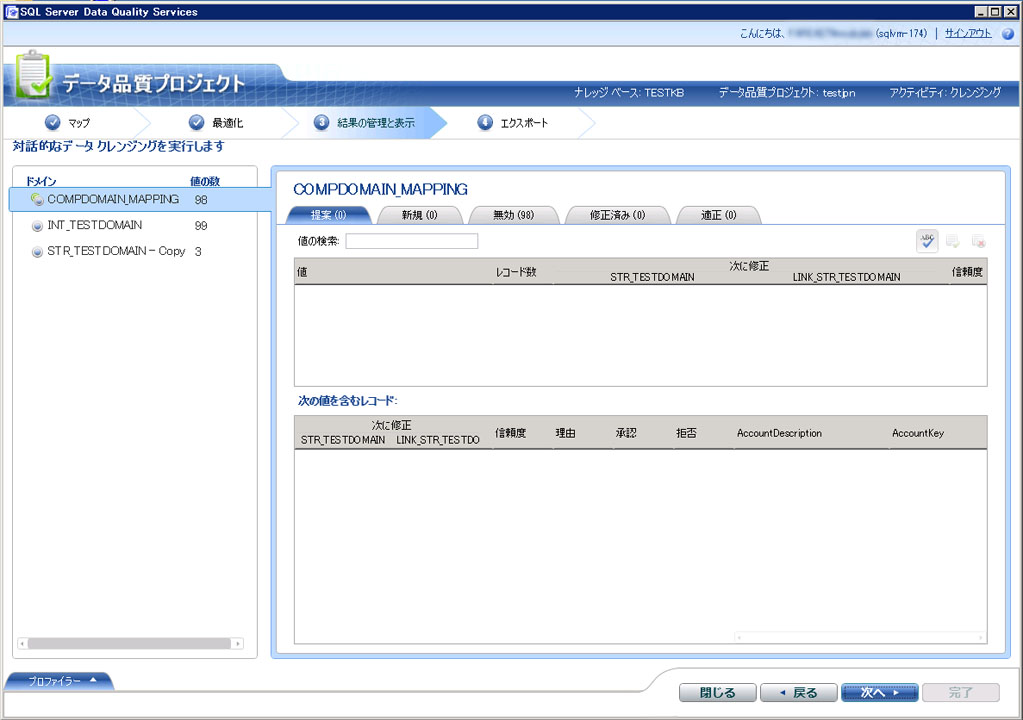 SQL Server Data Quality Services
こんにちは、 (sqlvm-174) | サインアウト
データ品質プロジェクト
ナレッジ ベース: TESTKB データ品質プロジェクト: testjpn アクティビティ: クレンジング
マップ 最適化 3 結果の管理と表示 4 エクスポート
対話的なデータ クレンジングを実行します
ドメイン 値の数
COMPDOMAIN_MAPPING 98
INT_TESTDOMAIN 99
STR_TESTDOMAIN - Copy 3
COMPDOMAIN_MAPPING
提案 (0) 新規 (0) 無効 (98) 修正済み (0) 適正 (0)
値の検索:
ABC
値 レコード数 次に修正 信頼度
STR_TESTDOMAIN LINK_STR_TESTDOMAIN
次の値を含むレコード:
次に修正 信頼度 理由 承認 拒否 AccountDescription AccountKey
STR_TESTDOMAIN LINK_STR_TESTDO
プロファイラー
閉じる 戻る 次へ 完了